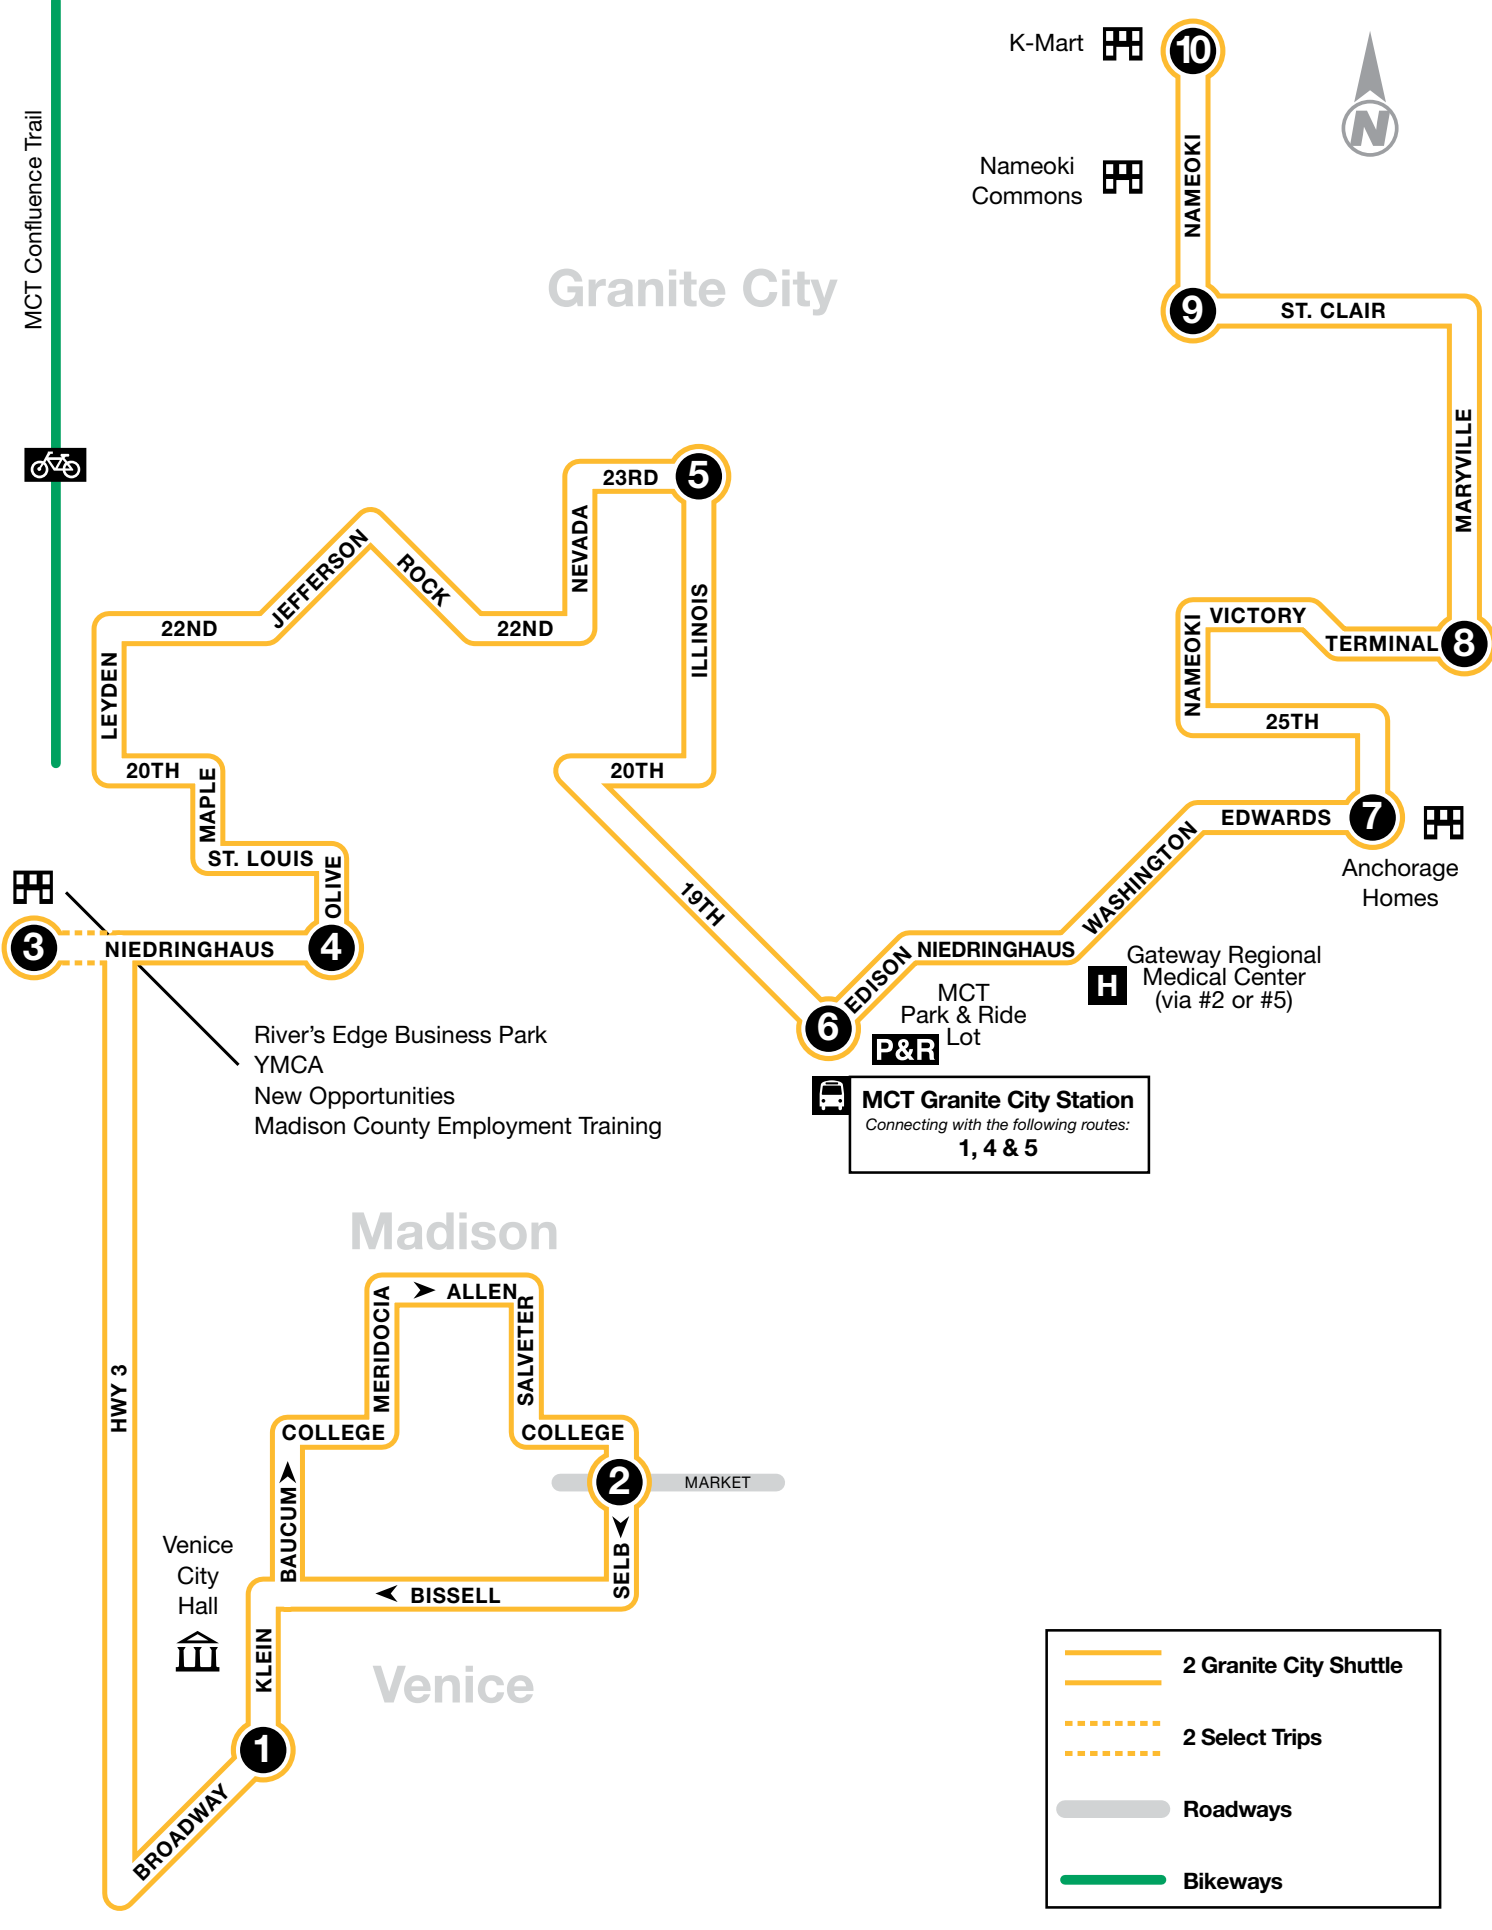 K-Mart
10
N
MCT Confluence Trail
Nameoki
Commons
NAMEOKI
Granite City
9
ST. CLAIR
MARYVILLE
23RD
5
NEVADA
JEFFERSON
ROCK
22ND
22ND
ILLINOIS
LEYDEN
VICTORY
TERMINAL
8
NAMEOKI
25TH
20TH
20TH
MAPLE
EDWARDS
7
Anchorage
Homes
ST. LOUIS
OLIVE
19TH
WASHINGTON
3
NIEDRINGHAUS
4
EDISON
NIEDRINGHAUS
H
Gateway Regional
Medical Center
(via #2 or #5)
6
MCT
Park & Ride
Lot
P&R
River's Edge Business Park
YMCA
New Opportunities
Madison County Employment Training
MCT Granite City Station
Connecting with the following routes:
1, 4 & 5
Madison
ALLEN
MERIDOCIA
SALVETER
HWY 3
COLLEGE
COLLEGE
2
MARKET
BAUCUM
SELB
Venice
City
Hall
BISSELL
KLEIN
Venice
1
BROADWAY
2 Granite City Shuttle
2 Select Trips
Roadways
Bikeways